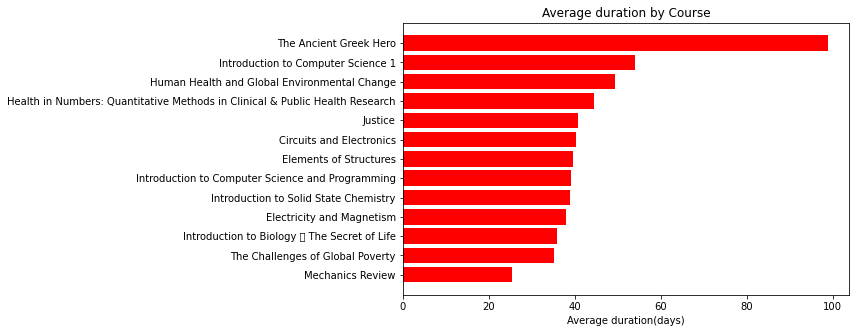 Average duration by Course
The Ancient Greek Hero
Introduction to Computer Science 1
Human Health and Global Environmental Change
Health in Numbers: Quantitative Methods in Clinical & Public Health Research
Justice
Circuits and Electronics
Elements of Structures
Introduction to Computer Science and Programming
Introduction to Solid State Chemistry
Electricity and Magnetism
Introduction to Biology  The Secret of Life
The Challenges of Global Poverty
Mechanics Review
0 20 40 60 80 100
Average duration(days)